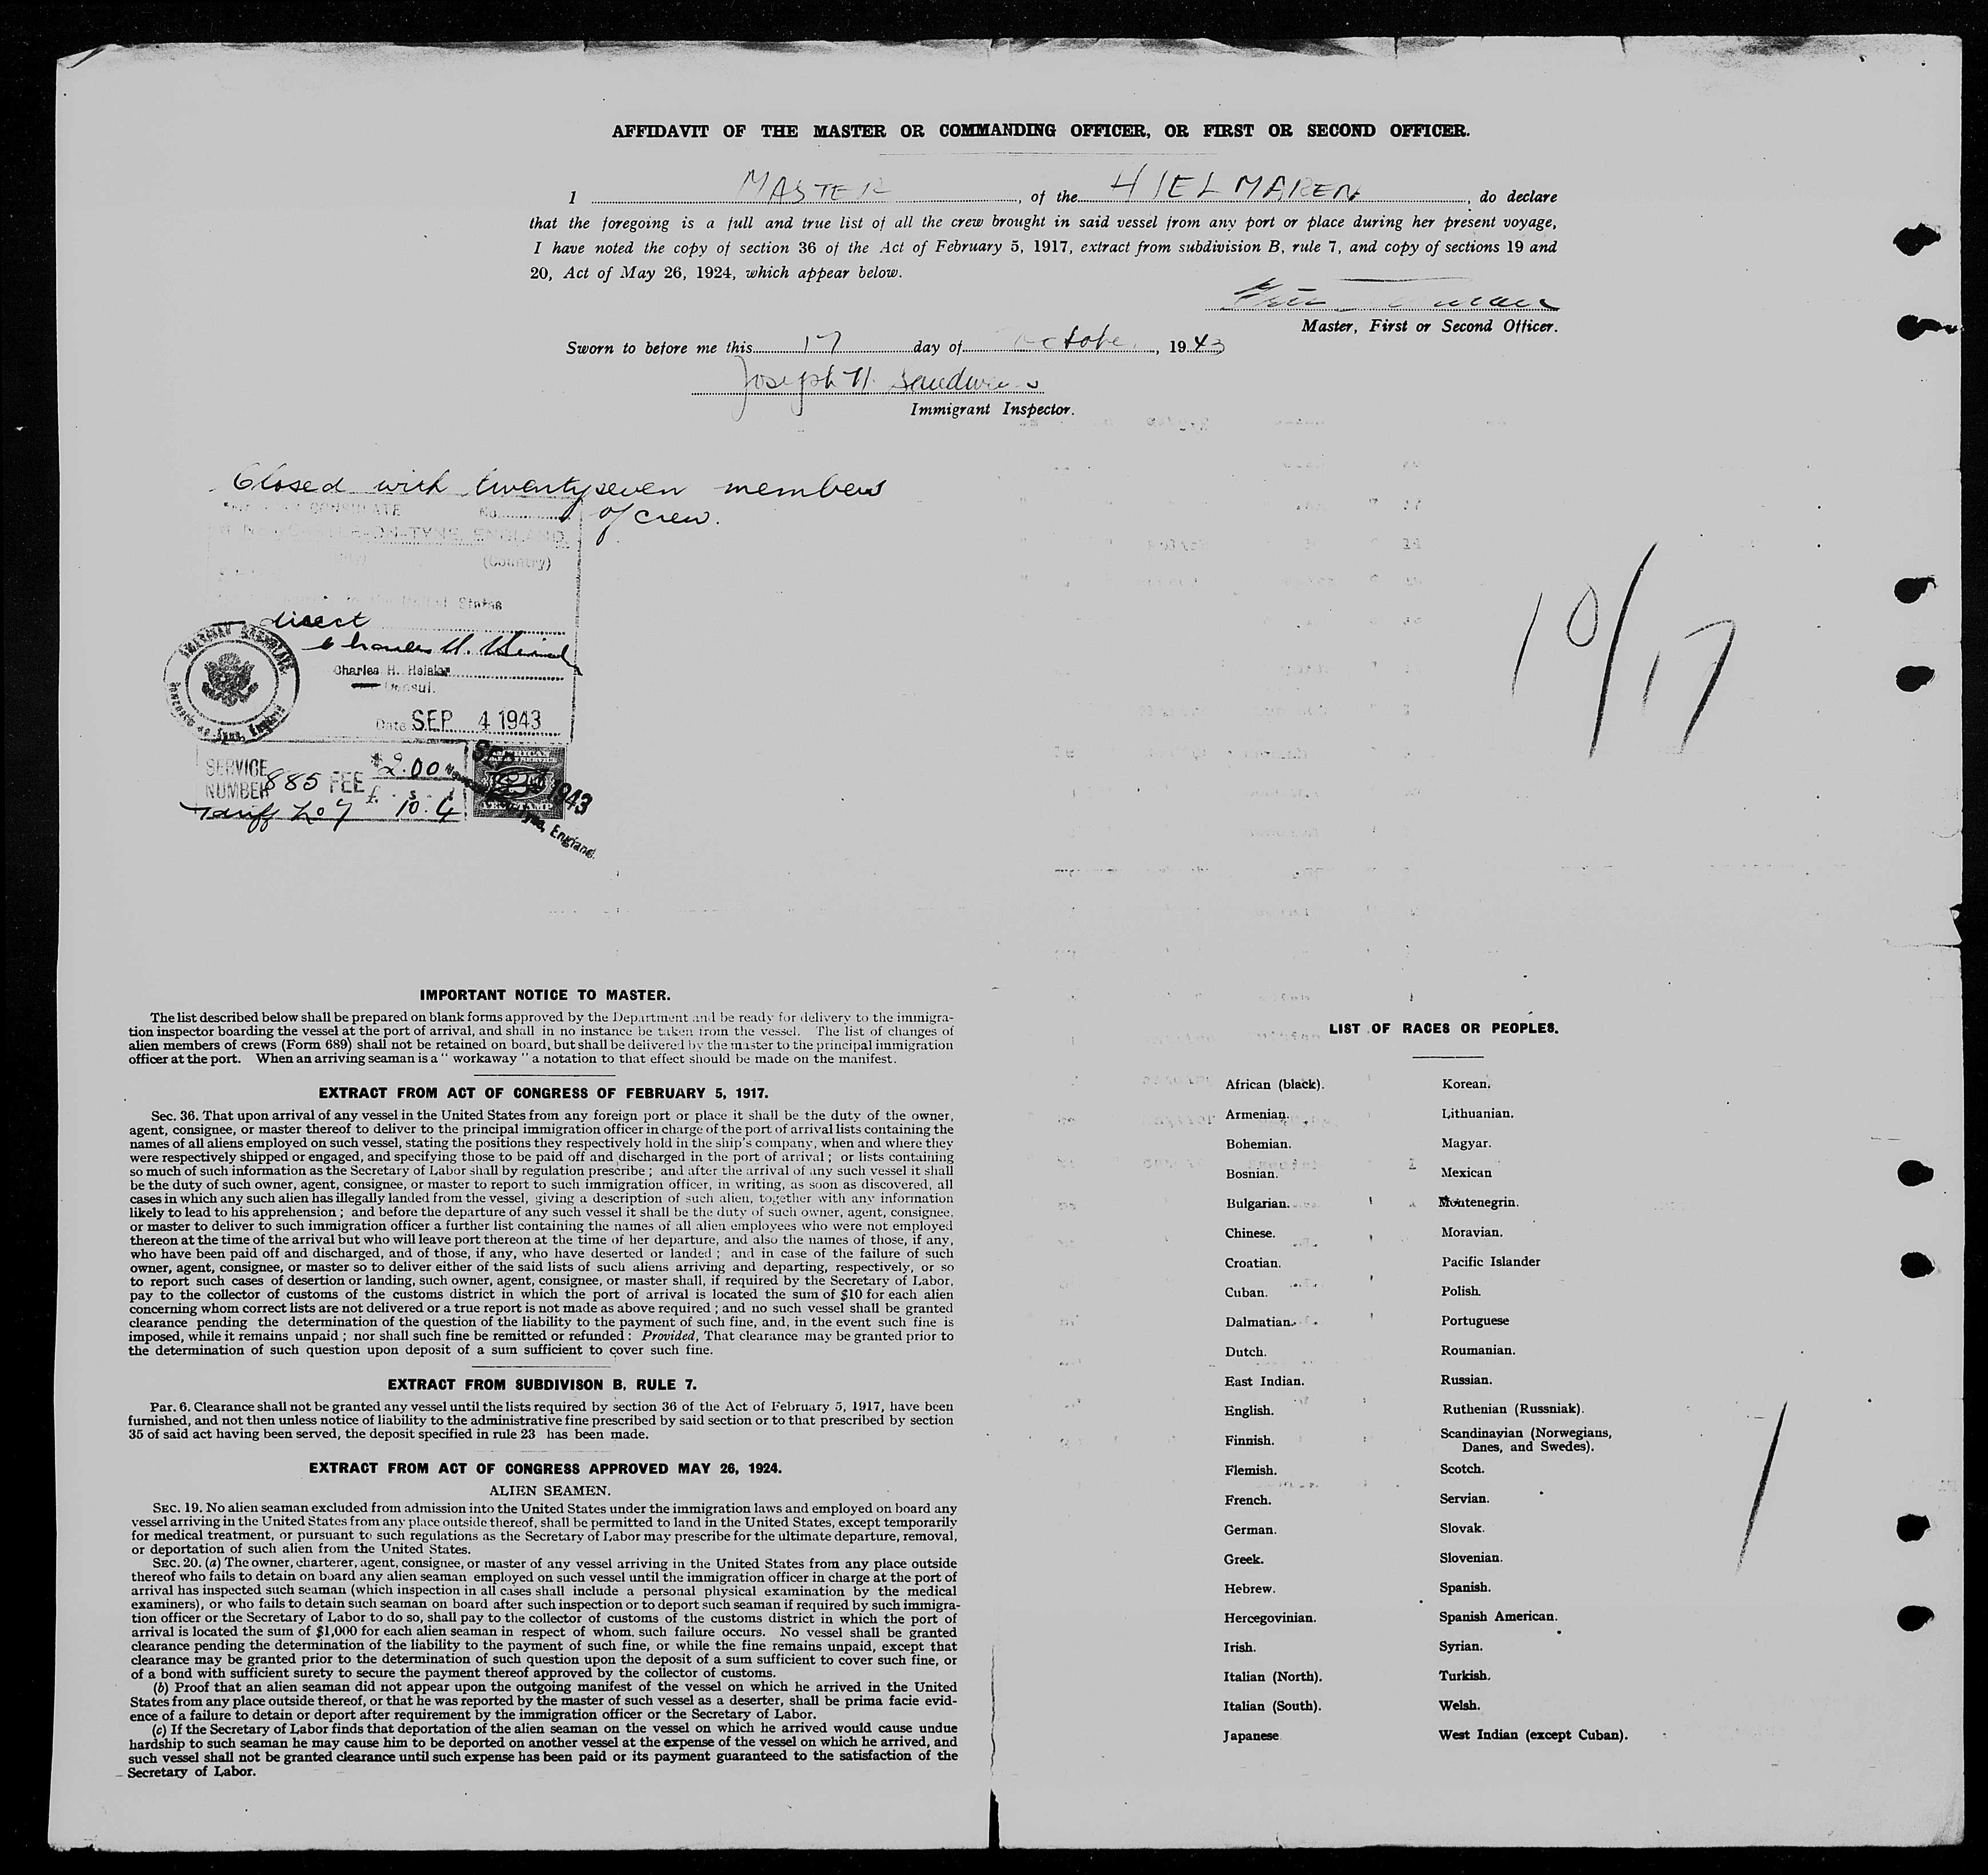 AFFIDAVIT OF THE MASTER OR COMMANDING OFFICER, OR FIRST OR SECOND OFFICER.
I MASTER, of the HJELMAREN, do declare
that the foregoing is a full and true list of all the crew brought in said vessel from any port or place during her present voyage,
I have noted the copy of section 36 of the Act of February 5, 1917, extract from subdivision B, rule 7, and copy of sections 19 and
20, Act of May 26, 1924, which appear below.
Master, First or Second Officer.
Sworn to before me this 17 day of October, 1943
Joseph
Immigrant Inspector.
Closed with twentyseven members
of crew.
CONSULATE No.
-ON-TYNE, ENGLAND
(Country)
to the United States
direct
Charles H. Heisler
Consul.
AMERICAN CONSULATE
Newcastle-on-Tyne, England
Date SEP 4 1943
SERVICE NUMBER 885 FEE $2.00
£ . s . d
Tariff No 7 10.4
1943
Tyne, England.
10/17
IMPORTANT NOTICE TO MASTER.
The list described below shall be prepared on blank forms approved by the Department and be ready for delivery to the immigra-
tion inspector boarding the vessel at the port of arrival, and shall in no instance be taken from the vessel. The list of changes of
alien members of crews (Form 689) shall not be retained on board, but shall be delivered by the master to the principal immigration
officer at the port. When an arriving seaman is a " workaway " a notation to that effect should be made on the manifest.
EXTRACT FROM ACT OF CONGRESS OF FEBRUARY 5, 1917.
Sec. 36. That upon arrival of any vessel in the United States from any foreign port or place it shall be the duty of the owner,
agent, consignee, or master thereof to deliver to the principal immigration officer in charge of the port of arrival lists containing the
names of all aliens employed on such vessel, stating the positions they respectively hold in the ship's company, when and where they
were respectively shipped or engaged, and specifying those to be paid off and discharged in the port of arrival ; or lists containing
so much of such information as the Secretary of Labor shall by regulation prescribe ; and after the arrival of any such vessel it shall
be the duty of such owner, agent, consignee, or master to report to such immigration officer, in writing, as soon as discovered, all
cases in which any such alien has illegally landed from the vessel, giving a description of such alien, together with any information
likely to lead to his apprehension ; and before the departure of any such vessel it shall be the duty of such owner, agent, consignee,
or master to deliver to such immigration officer a further list containing the names of all alien employees who were not employed
thereon at the time of the arrival but who will leave port thereon at the time of her departure, and also the names of those, if any,
who have been paid off and discharged, and of those, if any, who have deserted or landed ; and in case of the failure of such
owner, agent, consignee, or master so to deliver either of the said lists of such aliens arriving and departing, respectively, or so
to report such cases of desertion or landing, such owner, agent, consignee, or master shall, if required by the Secretary of Labor,
pay to the collector of customs of the customs district in which the port of arrival is located the sum of $10 for each alien
concerning whom correct lists are not delivered or a true report is not made as above required ; and no such vessel shall be granted
clearance pending the determination of the question of the liability to the payment of such fine, and, in the event such fine is
imposed, while it remains unpaid ; nor shall such fine be remitted or refunded : Provided, That clearance may be granted prior to
the determination of such question upon deposit of a sum sufficient to cover such fine.
EXTRACT FROM SUBDIVISON B, RULE 7.
Par. 6. Clearance shall not be granted any vessel until the lists required by section 36 of the Act of February 5, 1917, have been
furnished, and not then unless notice of liability to the administrative fine prescribed by said section or to that prescribed by section
35 of said act having been served, the deposit specified in rule 23 has been made.
EXTRACT FROM ACT OF CONGRESS APPROVED MAY 26, 1924.
ALIEN SEAMEN.
SEC. 19. No alien seaman excluded from admission into the United States under the immigration laws and employed on board any
vessel arriving in the United States from any place outside thereof, shall be permitted to land in the United States, except temporarily
for medical treatment, or pursuant to such regulations as the Secretary of Labor may prescribe for the ultimate departure, removal,
or deportation of such alien from the United States.
SEC. 20. (a) The owner, charterer, agent, consignee, or master of any vessel arriving in the United States from any place outside
thereof who fails to detain on board any alien seaman employed on such vessel until the immigration officer in charge at the port of
arrival has inspected such seaman (which inspection in all cases shall include a personal physical examination by the medical
examiners), or who fails to detain such seaman on board after such inspection or to deport such seaman if required by such immigra-
tion officer or the Secretary of Labor to do so, shall pay to the collector of customs of the customs district in which the port of
arrival is located the sum of $1,000 for each alien seaman in respect of whom. such failure occurs. No vessel shall be granted
clearance pending the determination of the liability to the payment of such fine, or while the fine remains unpaid, except that
clearance may be granted prior to the determination of such question upon the deposit of a sum sufficient to cover such fine, or
of a bond with sufficient surety to secure the payment thereof approved by the collector of customs.
(b) Proof that an alien seaman did not appear upon the outgoing manifest of the vessel on which he arrived in the United
States from any place outside thereof, or that he was reported by the master of such vessel as a deserter, shall be prima facie evid-
ence of a failure to detain or deport after requirement by the immigration officer or the Secretary of Labor.
(c) If the Secretary of Labor finds that deportation of the alien seaman on the vessel on which he arrived would cause undue
hardship to such seaman he may cause him to be deported on another vessel at the expense of the vessel on which he arrived, and
such vessel shall not be granted clearance until such expense has been paid or its payment guaranteed to the satisfaction of the
Secretary of Labor.
LIST OF RACES OR PEOPLES.
African (black). Korean.
Armenian. Lithuanian.
Bohemian. Magyar.
Bosnian. Mexican
Bulgarian. Montenegrin.
Chinese. Moravian.
Croatian. Pacific Islander
Cuban. Polish.
Dalmatian. Portuguese
Dutch. Roumanian.
East Indian. Russian.
English. Ruthenian (Russniak).
Finnish. Scandinavian (Norwegians,
Danes, and Swedes).
Flemish. Scotch.
French. Servian.
German. Slovak.
Greek. Slovenian.
Hebrew. Spanish.
Hercegovinian. Spanish American.
Irish. Syrian.
Italian (North). Turkish.
Italian (South). Welsh.
Japanese West Indian (except Cuban).